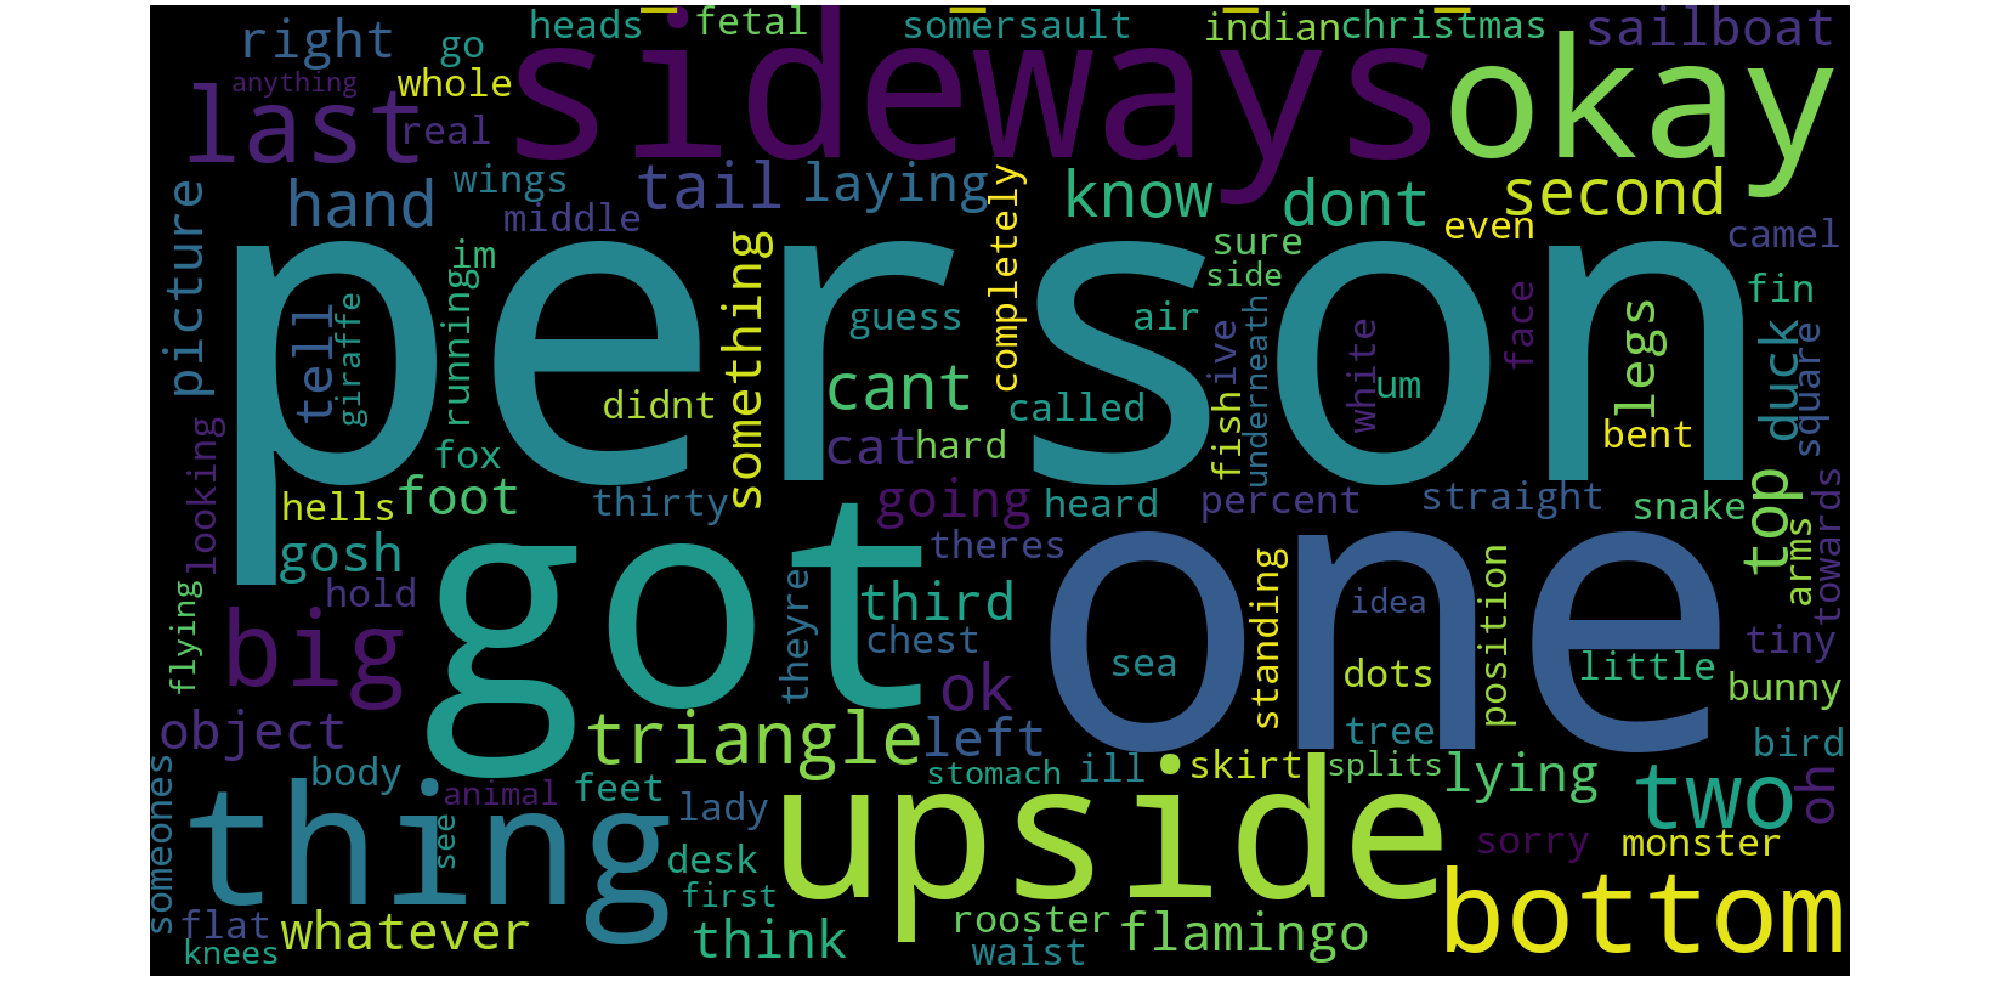 heads fetal somersault indian christmas sailboat
right go sideways okay
anything whole
last real
wings tail laying know dont second
hand middle completely even camel
picture im something sure
person side fin
tell giraffe running guess air face legs duck
didnt cant called fish ive underneath white um square
looking fox cat hard bent
hells foot thirty going heard percent straight snake top
gosh got theres one arms towards
flying hold they're third standing idea position
big chest sea dots little tiny
ok bunny
object triangle left tree bird
someones body animal feet stomach ill skirt splits lying
thing see lady upside two oh
desk sorry monster
first rooster bottom
flat whatever think flamingo
knees waist